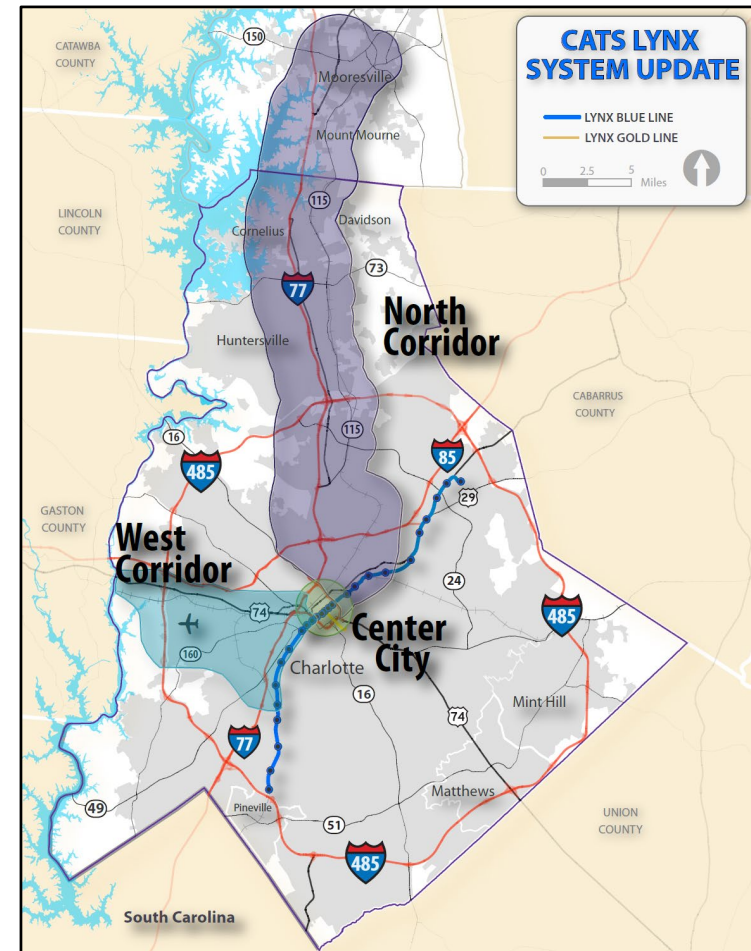 CATS LYNX
SYSTEM UPDATE
LYNX BLUE LINE
LYNX GOLD LINE
0 2.5 5
Miles
CATAWBA
COUNTY
150
Mooresville
Mount Mourne
115
Davidson
LINCOLN
COUNTY
Cornelius
73
77
North
Corridor
Huntersville
CABARRUS
COUNTY
16
115
485
85
29
GASTON
COUNTY
West
Corridor
24
74
485
Center
City
160
Charlotte
16
Mint Hill
74
77
Matthews
49
Pineville
51
UNION
COUNTY
485
South Carolina